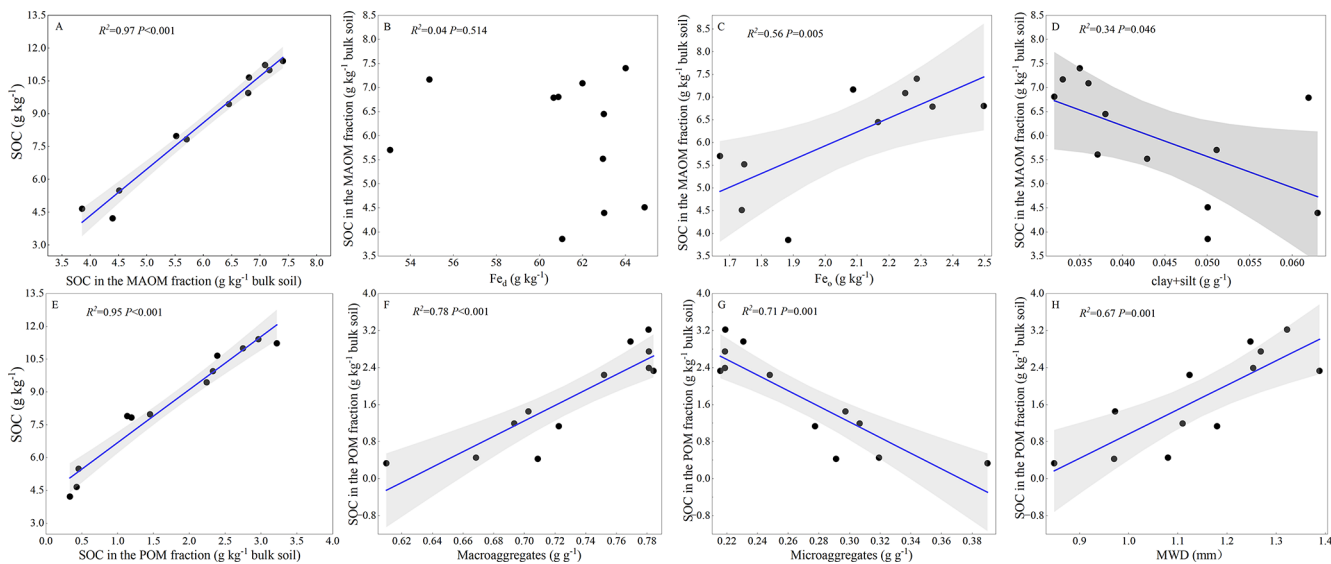 A
R²=0.97 P<0.001
SOC (g kg⁻¹)
13.5
12.0
10.5
9.0
7.5
6.0
4.5
3.0
3.5 4.0 4.5 5.0 5.5 6.0 6.5 7.0 7.5 8.0
SOC in the MAOM fraction (g kg⁻¹ bulk soil)
B
R²=0.04 P=0.514
SOC in the MAOM fraction (g kg⁻¹ bulk soil)
8.5
8.0
7.5
7.0
6.5
6.0
5.5
5.0
4.5
4.0
3.5
54 56 58 60 62 64
Fe_d (g kg⁻¹)
C
R²=0.56 P=0.005
SOC in the MAOM fraction (g kg⁻¹ bulk soil)
8.5
8.0
7.5
7.0
6.5
6.0
5.5
5.0
4.5
4.0
3.5
1.7 1.8 1.9 2.0 2.1 2.2 2.3 2.4 2.5
Feₒ (g kg⁻¹)
D
R²=0.34 P=0.046
SOC in the MAOM fraction (g kg⁻¹ bulk soil)
8.5
8.0
7.5
7.0
6.5
6.0
5.5
5.0
4.5
4.0
3.5
0.035 0.040 0.045 0.050 0.055 0.060
clay+silt (g g⁻¹)
E
R²=0.95 P<0.001
SOC (g kg⁻¹)
13.5
12.0
10.5
9.0
7.5
6.0
4.5
3.0
0.0 0.5 1.0 1.5 2.0 2.5 3.0 3.5 4.0
SOC in the POM fraction (g kg⁻¹ bulk soil)
F
R²=0.78 P<0.001
SOC in the POM fraction (g kg⁻¹ bulk soil)
4.0
3.2
2.4
1.6
0.8
0.0
−0.8
0.62 0.64 0.66 0.68 0.70 0.72 0.74 0.76 0.78
Macroaggregates (g g⁻¹)
G
R²=0.71 P=0.001
SOC in the POM fraction (g kg⁻¹ bulk soil)
4.0
3.2
2.4
1.6
0.8
0.0
−0.8
0.22 0.24 0.26 0.28 0.30 0.32 0.34 0.36 0.38
Microaggregates (g g⁻¹)
H
R²=0.67 P=0.001
SOC in the POM fraction (g kg⁻¹ bulk soil)
4.0
3.2
2.4
1.6
0.8
0.0
−0.8
0.9 1.0 1.1 1.2 1.3 1.4
MWD (mm）